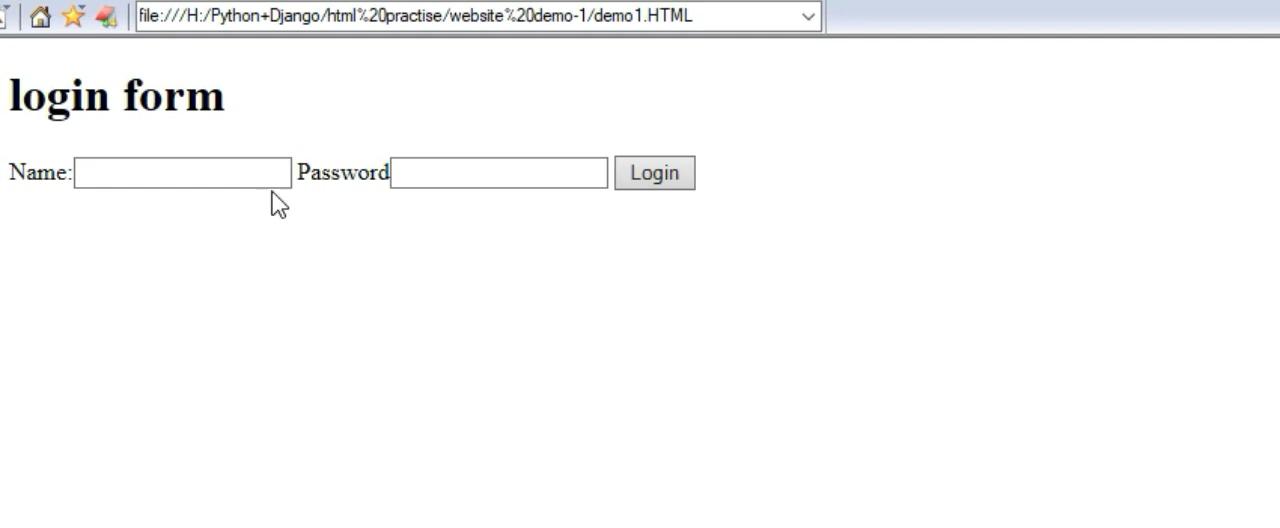 file:///H:/Python+Django/html%20practise/website%20demo-1/demo1.HTML
login form
Name: Password Login